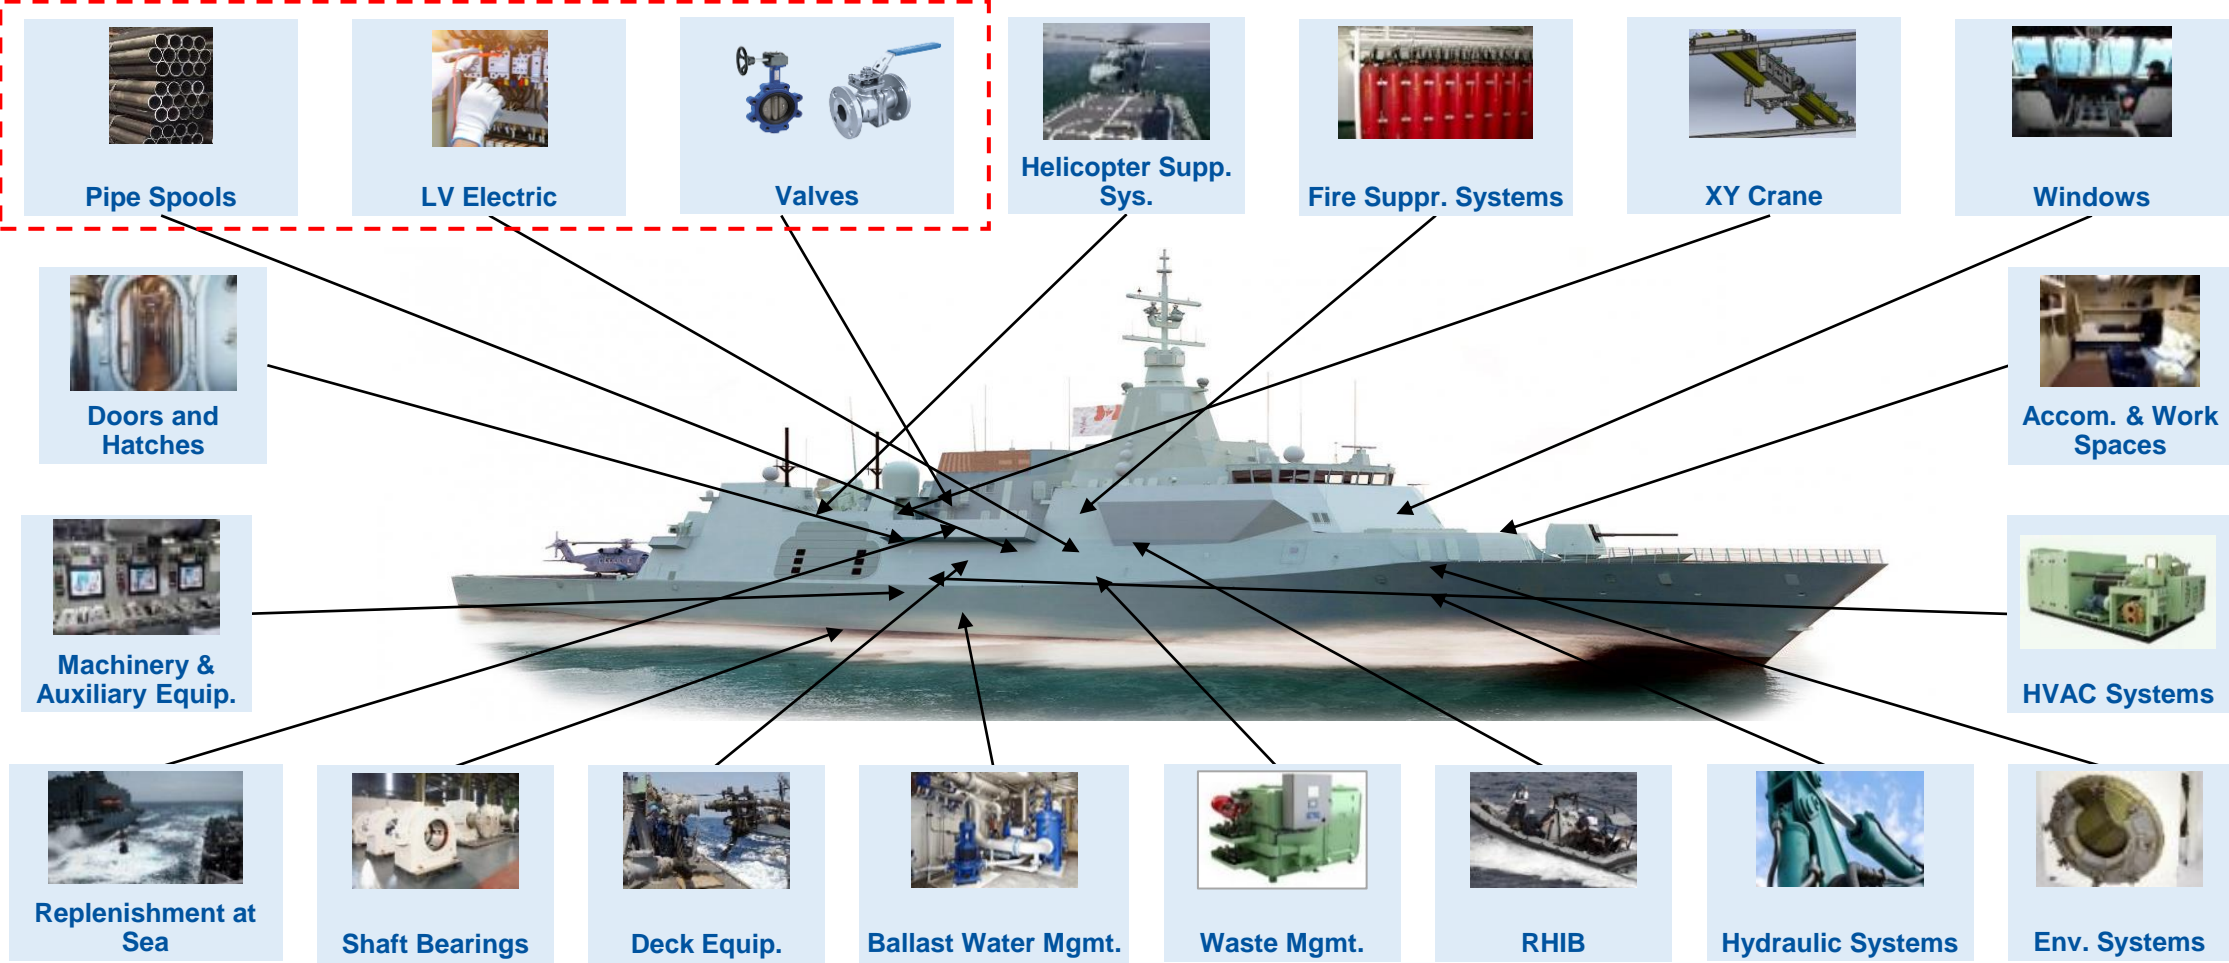 Pipe Spools
LV Electric
Valves
Helicopter Supp.
Sys.
Fire Suppr. Systems
XY Crane
Windows
Doors and
Hatches
Accom. & Work
Spaces
Machinery &
Auxiliary Equip.
HVAC Systems
Replenishment at
Sea
Shaft Bearings
Deck Equip.
Ballast Water Mgmt.
Waste Mgmt.
RHIB
Hydraulic Systems
Env. Systems